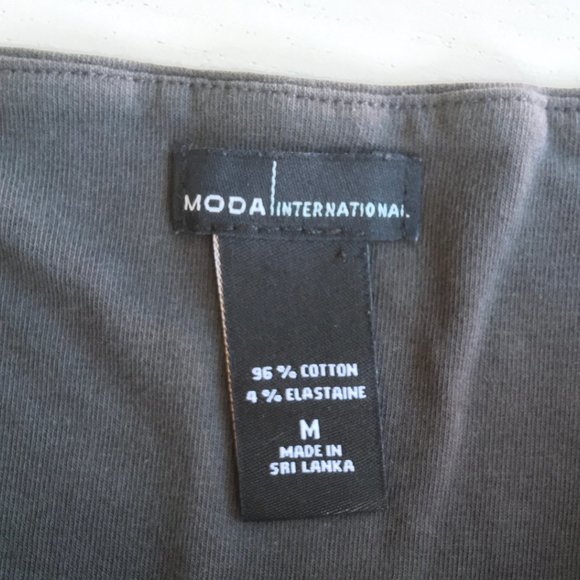 MODA INTERNATIONAL
96 % COTTON
4 % ELASTAINE
M
MADE IN
SRI LANKA